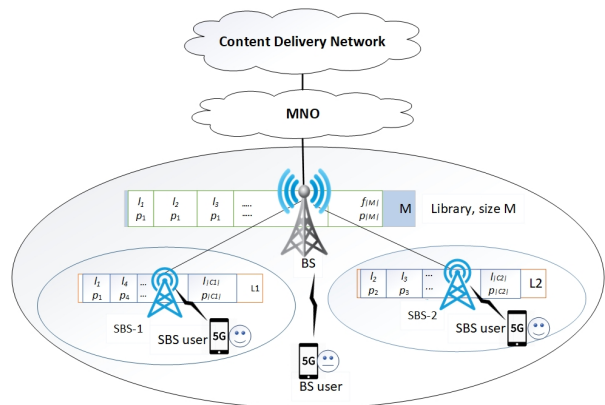 Content Delivery Network
MNO
l1 l2 l3 ..... f|M|
p1 p1 p1 ..... p|M|
M
Library, size M
BS
l1 l4 ... l|C1|
p1 p4 ... p|C1|
L1
SBS-1
SBS user
5G
l2 l3 ... l|C2|
p2 p3 ... p|C2|
L2
SBS-2
SBS user
5G
5G
BS user